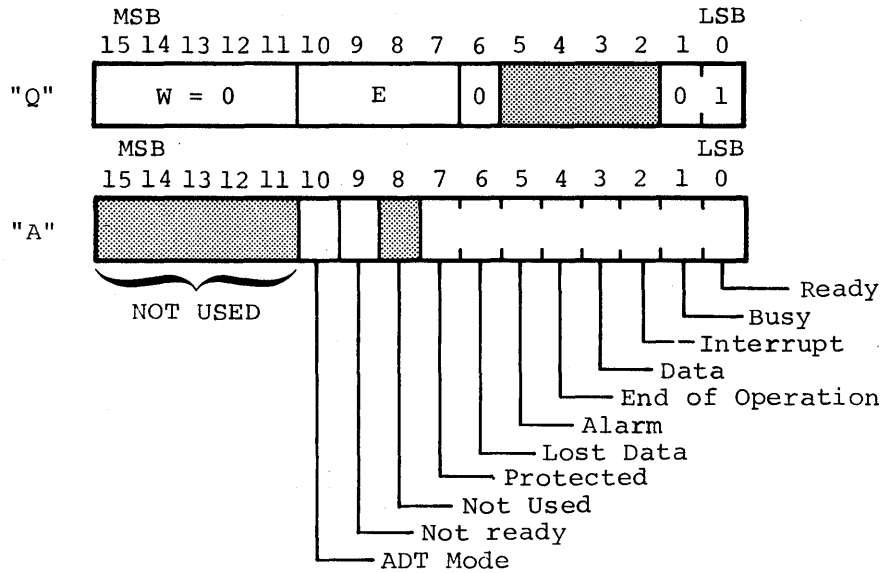 MSB LSB
15 14 13 12 11 10 9 8 7 6 5 4 3 2 1 0
"Q" W = 0 E 0 0 1
MSB LSB
15 14 13 12 11 10 9 8 7 6 5 4 3 2 1 0
"A"
NOT USED
Ready
Busy
Interrupt
Data
End of Operation
Alarm
Lost Data
Protected
Not Used
Not ready
ADT Mode